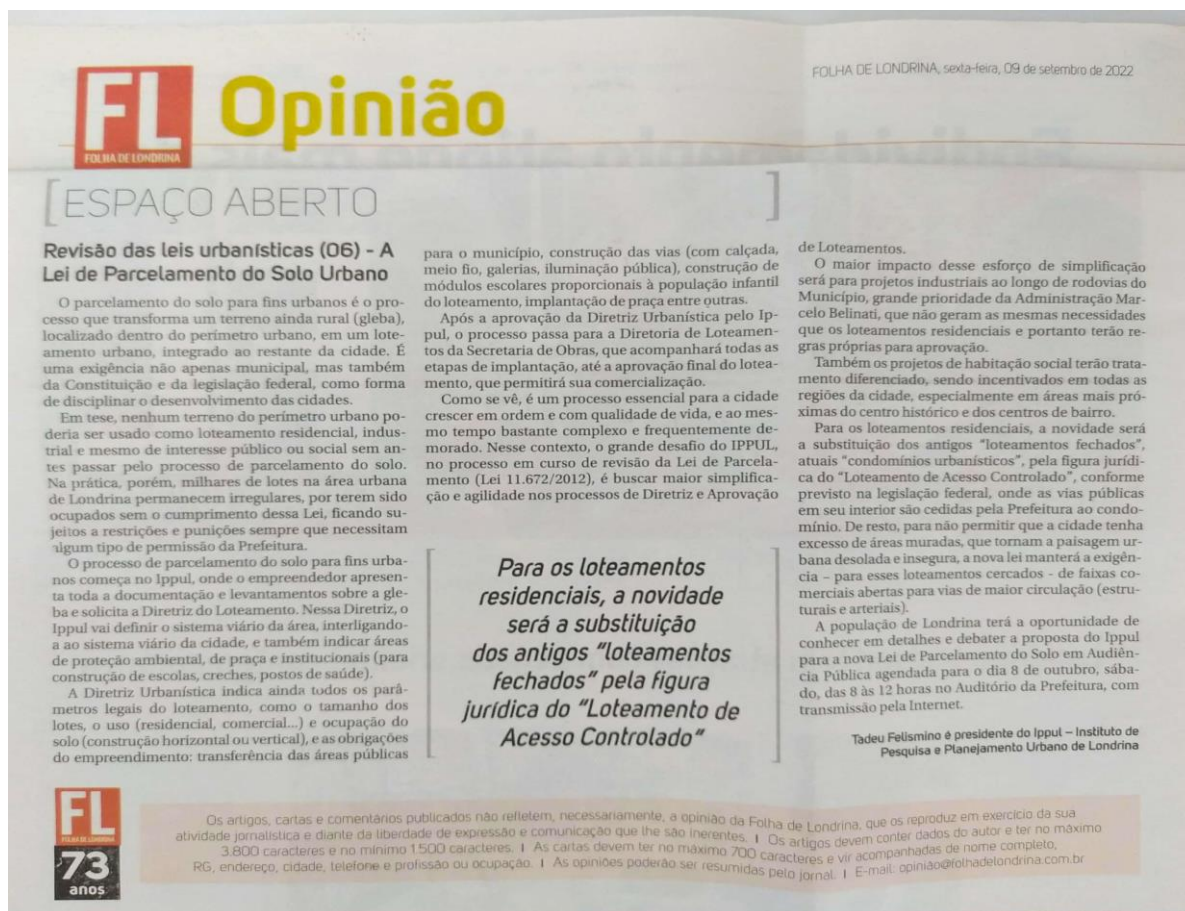 FOLHA DE LONDRINA, sexta-feira, 09 de setembro de 2022
FL
FOLHA DE LONDRINA
Opinião
[ESPAÇO ABERTO]
Revisão das leis urbanísticas (06) - A
Lei de Parcelamento do Solo Urbano
O parcelamento do solo para fins urbanos é o pro-
cesso que transforma um terreno ainda rural (gleba),
localizado dentro do perímetro urbano, em um lote-
amento urbano, integrado ao restante da cidade. É
uma exigência não apenas municipal, mas também
da Constituição e da legislação federal, como forma
de disciplinar o desenvolvimento das cidades.
Em tese, nenhum terreno do perímetro urbano po-
deria ser usado como loteamento residencial, indus-
trial e mesmo de interesse público ou social sem an-
tes passar pelo processo de parcelamento do solo.
Na prática, porém, milhares de lotes na área urbana
de Londrina permanecem irregulares, por terem sido
ocupados sem o cumprimento dessa Lei, ficando su-
jeitos a restrições e punições sempre que necessitam
algum tipo de permissão da Prefeitura.
O processo de parcelamento do solo para fins urba-
nos começa no Ippul, onde o empreendedor apresen-
ta toda a documentação e levantamentos sobre a gle-
ba e solicita a Diretriz do Loteamento. Nessa Diretriz, o
Ippul vai definir o sistema viário da área, interligando-
a ao sistema viário da cidade, e também indicar áreas
de proteção ambiental, de praça e institucionais (para
construção de escolas, creches, postos de saúde).
A Diretriz Urbanística indica ainda todos os parâ-
metros legais do loteamento, como o tamanho dos
lotes, o uso (residencial, comercial...) e ocupação do
solo (construção horizontal ou vertical), e as obrigações
do empreendimento: transferência das áreas públicas
para o município, construção das vias (com calçada,
meio fio, galerias, iluminação pública), construção de
módulos escolares proporcionais à população infantil
do loteamento, implantação de praça entre outras.
Após a aprovação da Diretriz Urbanística pelo Ip-
pul, o processo passa para a Diretoria de Loteamen-
tos da Secretaria de Obras, que acompanhará todas as
etapas de implantação, até a aprovação final do lotea-
mento, que permitirá sua comercialização.
Como se vê, é um processo essencial para a cidade
crescer em ordem e com qualidade de vida, e ao mes-
mo tempo bastante complexo e frequentemente de-
morado. Nesse contexto, o grande desafio do IPPUL,
no processo em curso de revisão da Lei de Parcela-
mento (Lei 11.672/2012), é buscar maior simplifica-
ção e agilidade nos processos de Diretriz e Aprovação
Para os loteamentos
residenciais, a novidade
será a substituição
dos antigos "loteamentos
fechados" pela figura
jurídica do "Loteamento de
Acesso Controlado"
de Loteamentos.
O maior impacto desse esforço de simplificação
será para projetos industriais ao longo de rodovias do
Município, grande prioridade da Administração Mar-
celo Belinati, que não geram as mesmas necessidades
que os loteamentos residenciais e portanto terão re-
gras próprias para aprovação.
Também os projetos de habitação social terão trata-
mento diferenciado, sendo incentivados em todas as
regiões da cidade, especialmente em áreas mais pró-
ximas do centro histórico e dos centros de bairro.
Para os loteamentos residenciais, a novidade será
a substituição dos antigos "loteamentos fechados",
atuais "condomínios urbanísticos", pela figura jurídi-
ca do "Loteamento de Acesso Controlado", conforme
previsto na legislação federal, onde as vias públicas
em seu interior são cedidas pela Prefeitura ao condo-
mínio. De resto, para não permitir que a cidade tenha
excesso de áreas muradas, que tornam a paisagem ur-
bana desolada e insegura, a nova lei manterá a exigên-
cia – para esses loteamentos cercados - de faixas co-
merciais abertas para vias de maior circulação (estru-
turais e arteriais).
A população de Londrina terá a oportunidade de
conhecer em detalhes e debater a proposta do Ippul
para a nova Lei de Parcelamento do Solo em Audiên-
cia Pública agendada para o dia 8 de outubro, sába-
do, das 8 às 12 horas no Auditório da Prefeitura, com
transmissão pela Internet.
Tadeu Felismino é presidente do Ippul – Instituto de
Pesquisa e Planejamento Urbano de Londrina
FL
FOLHA DE LONDRINA
73
anos
Os artigos, cartas e comentários publicados não refletem, necessariamente, a opinião da Folha de Londrina, que os reproduz em exercício da sua
atividade jornalística e diante da liberdade de expressão e comunicação que lhe são inerentes. I Os artigos devem conter dados do autor e ter no máximo
3.800 caracteres e no mínimo 1.500 caracteres. I As cartas devem ter no máximo 700 caracteres e vir acompanhadas de nome completo,
RG, endereço, cidade, telefone e profissão ou ocupação. I As opiniões poderão ser resumidas pelo jornal. I E-mail: opinião@folhadelondrina.com.br